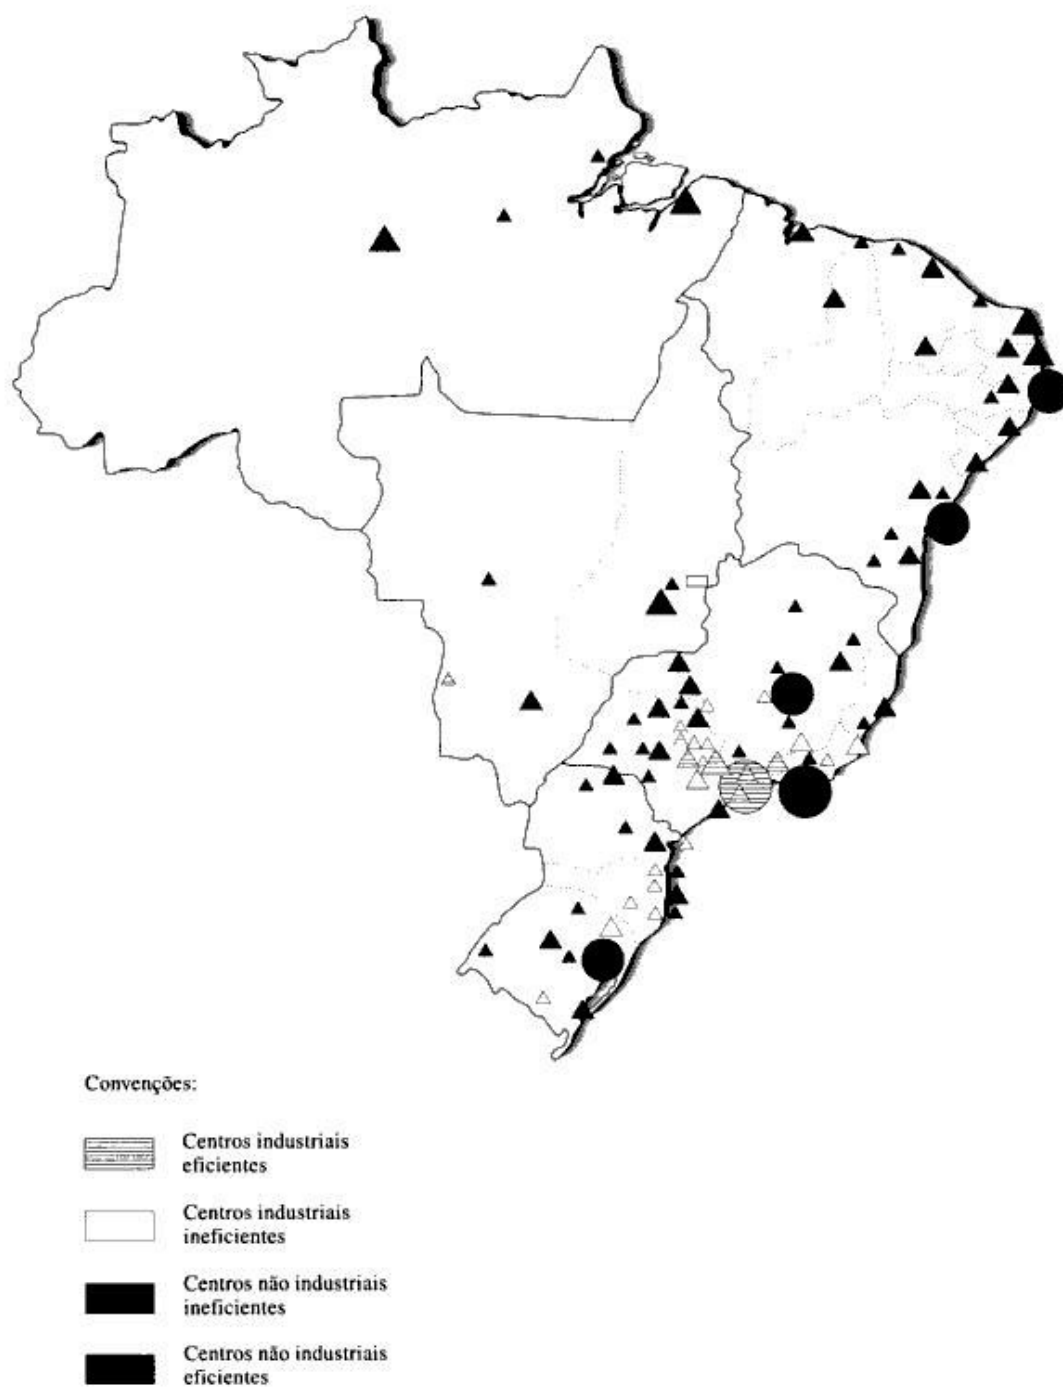 Convenções:
Centros industriais
eficientes
Centros industriais
ineficientes
Centros não industriais
ineficientes
Centros não industriais
eficientes